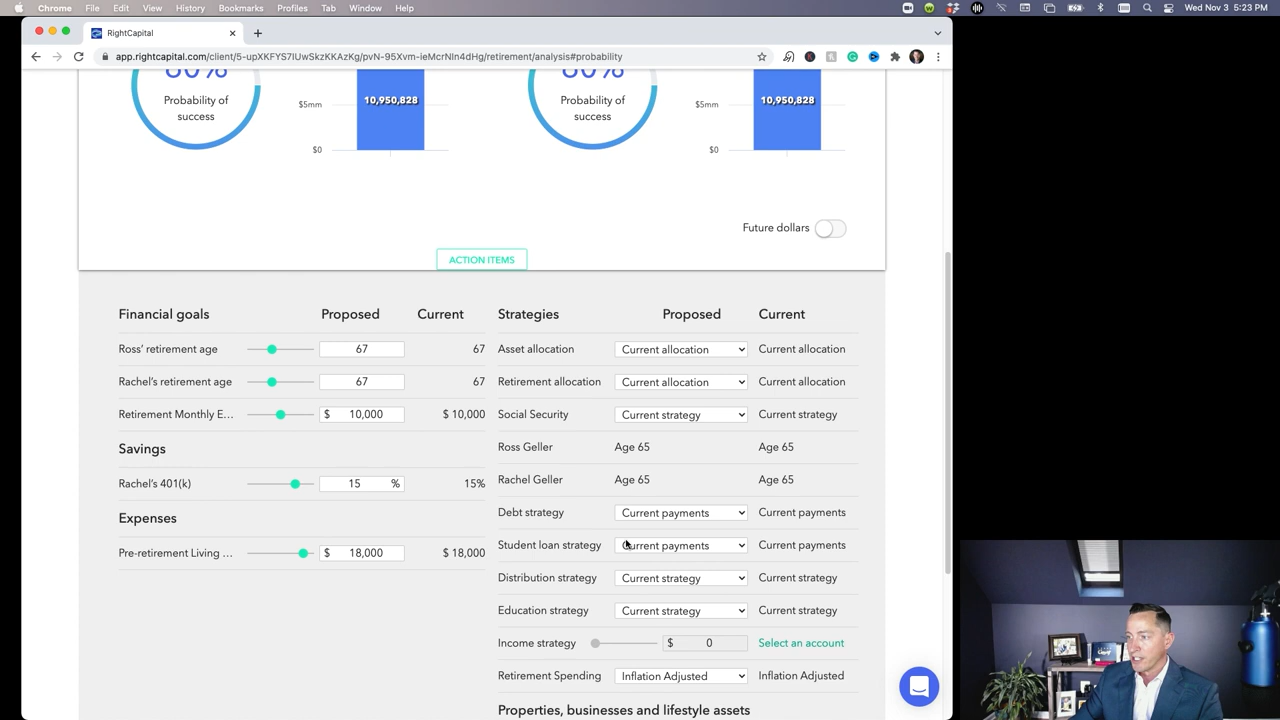 Chrome File Edit View History Bookmarks Profiles Tab Window Help Wed Nov 3 5:23 PM
RightCapital
app.rightcapital.com/client/5-upXKFYS7IUwSkzKKAzKg/pvN-95Xvm-ieMcrNIn4dHg/retirement/analysis#probability
80% 80%
Probability of success
$5mm
10,950,828
$0
Probability of success
$5mm
10,950,828
$0
Future dollars
ACTION ITEMS
Financial goals Proposed Current
Ross' retirement age 67 67
Rachel's retirement age 67 67
Retirement Monthly E... $ 10,000 $ 10,000
Savings
Rachel's 401(k) 15 % 15%
Expenses
Pre-retirement Living ... $ 18,000 $ 18,000
Strategies Proposed Current
Asset allocation Current allocation Current allocation
Retirement allocation Current allocation Current allocation
Social Security Current strategy Current strategy
Ross Geller Age 65 Age 65
Rachel Geller Age 65 Age 65
Debt strategy Current payments Current payments
Student loan strategy Current payments Current payments
Distribution strategy Current strategy Current strategy
Education strategy Current strategy Current strategy
Income strategy $ 0 Select an account
Retirement Spending Inflation Adjusted Inflation Adjusted
Properties, businesses and lifestyle assets